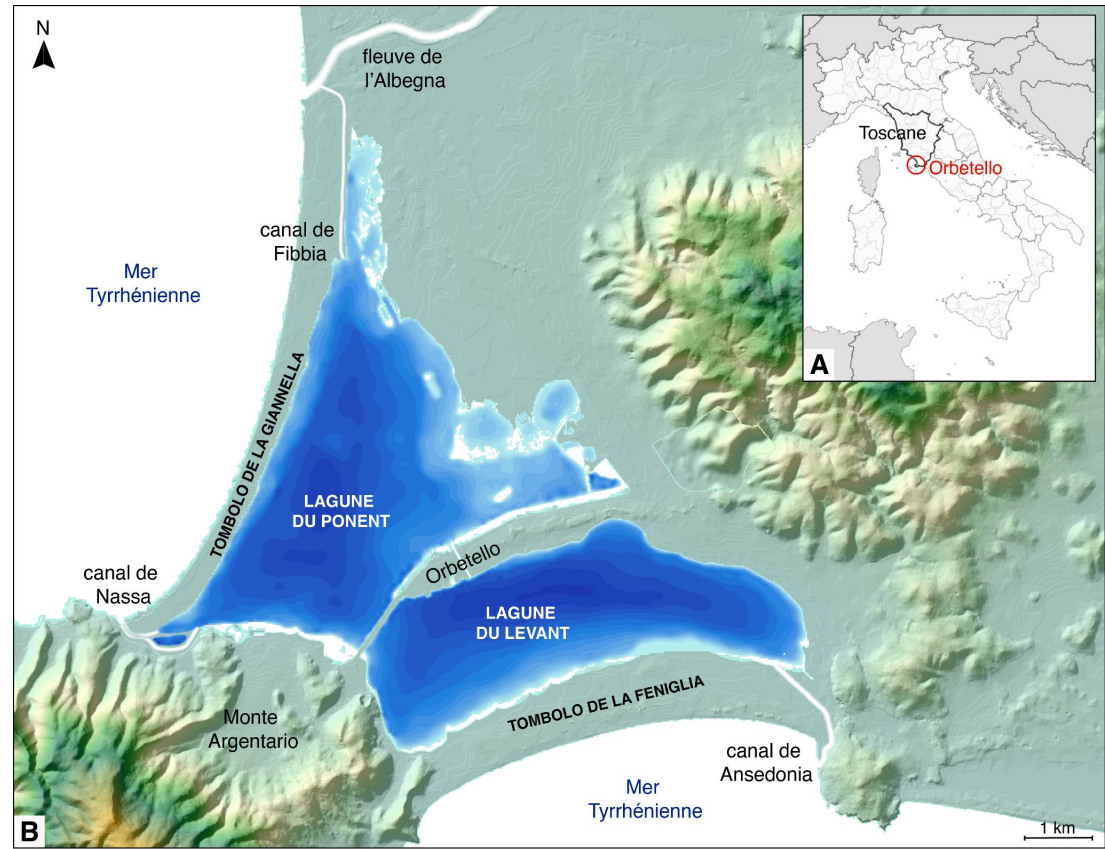 N
fleuve de
l'Albegna
Toscane
Orbetello
A
canal de
Fibbia
Mer
Tyrrhénienne
TOMBOLO DE LA GIANNELLA
LAGUNE
DU PONENT
Orbetello
canal de
Nassa
LAGUNE
DU LEVANT
TOMBOLO DE LA FENIGLIA
Monte
Argentario
canal de
Ansedonia
Mer
Tyrrhénienne
B
1 km